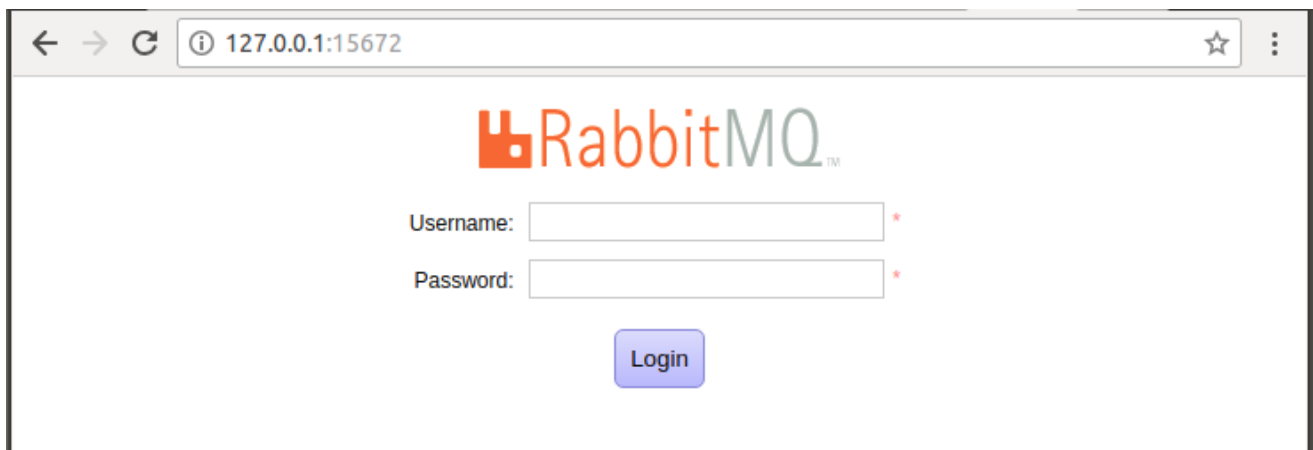 127.0.0.1:15672
RabbitMQ™
Username: *
Password: *
Login